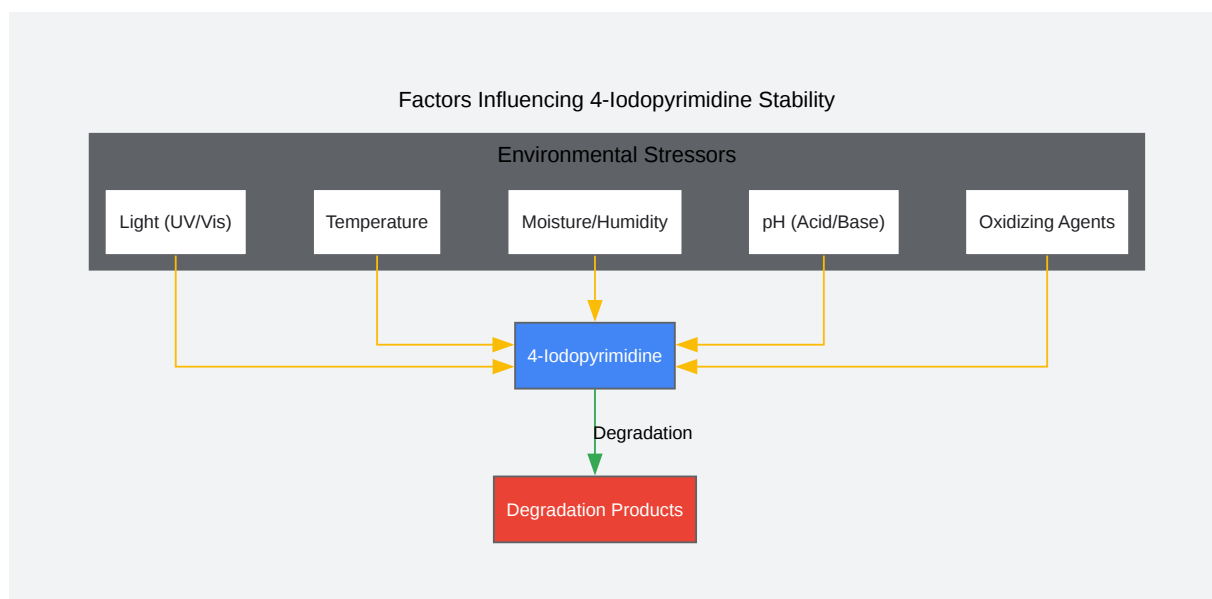 Factors Influencing 4-Iodopyrimidine Stability
Environmental Stressors
Light (UV/Vis)
Temperature
Moisture/Humidity
pH (Acid/Base)
Oxidizing Agents
4-Iodopyrimidine
Degradation
Degradation Products